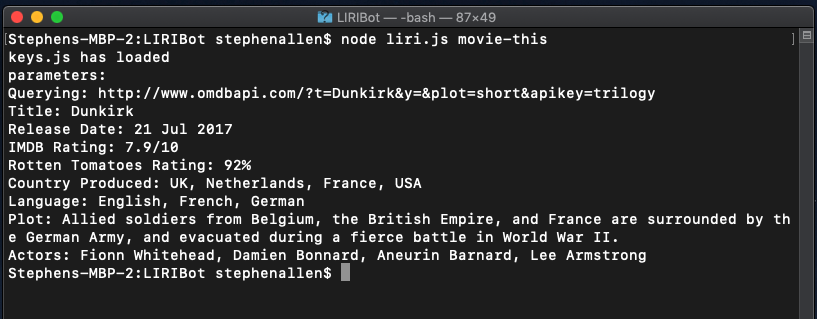 LIRIBot — -bash — 87×49
[Stephens-MBP-2:LIRIBot stephenallen$ node liri.js movie-this ]
keys.js has loaded
parameters:
Querying: http://www.omdbapi.com/?t=Dunkirk&y=&plot=short&apikey=trilogy
Title: Dunkirk
Release Date: 21 Jul 2017
IMDB Rating: 7.9/10
Rotten Tomatoes Rating: 92%
Country Produced: UK, Netherlands, France, USA
Language: English, French, German
Plot: Allied soldiers from Belgium, the British Empire, and France are surrounded by th
e German Army, and evacuated during a fierce battle in World War II.
Actors: Fionn Whitehead, Damien Bonnard, Aneurin Barnard, Lee Armstrong
Stephens-MBP-2:LIRIBot stephenallen$